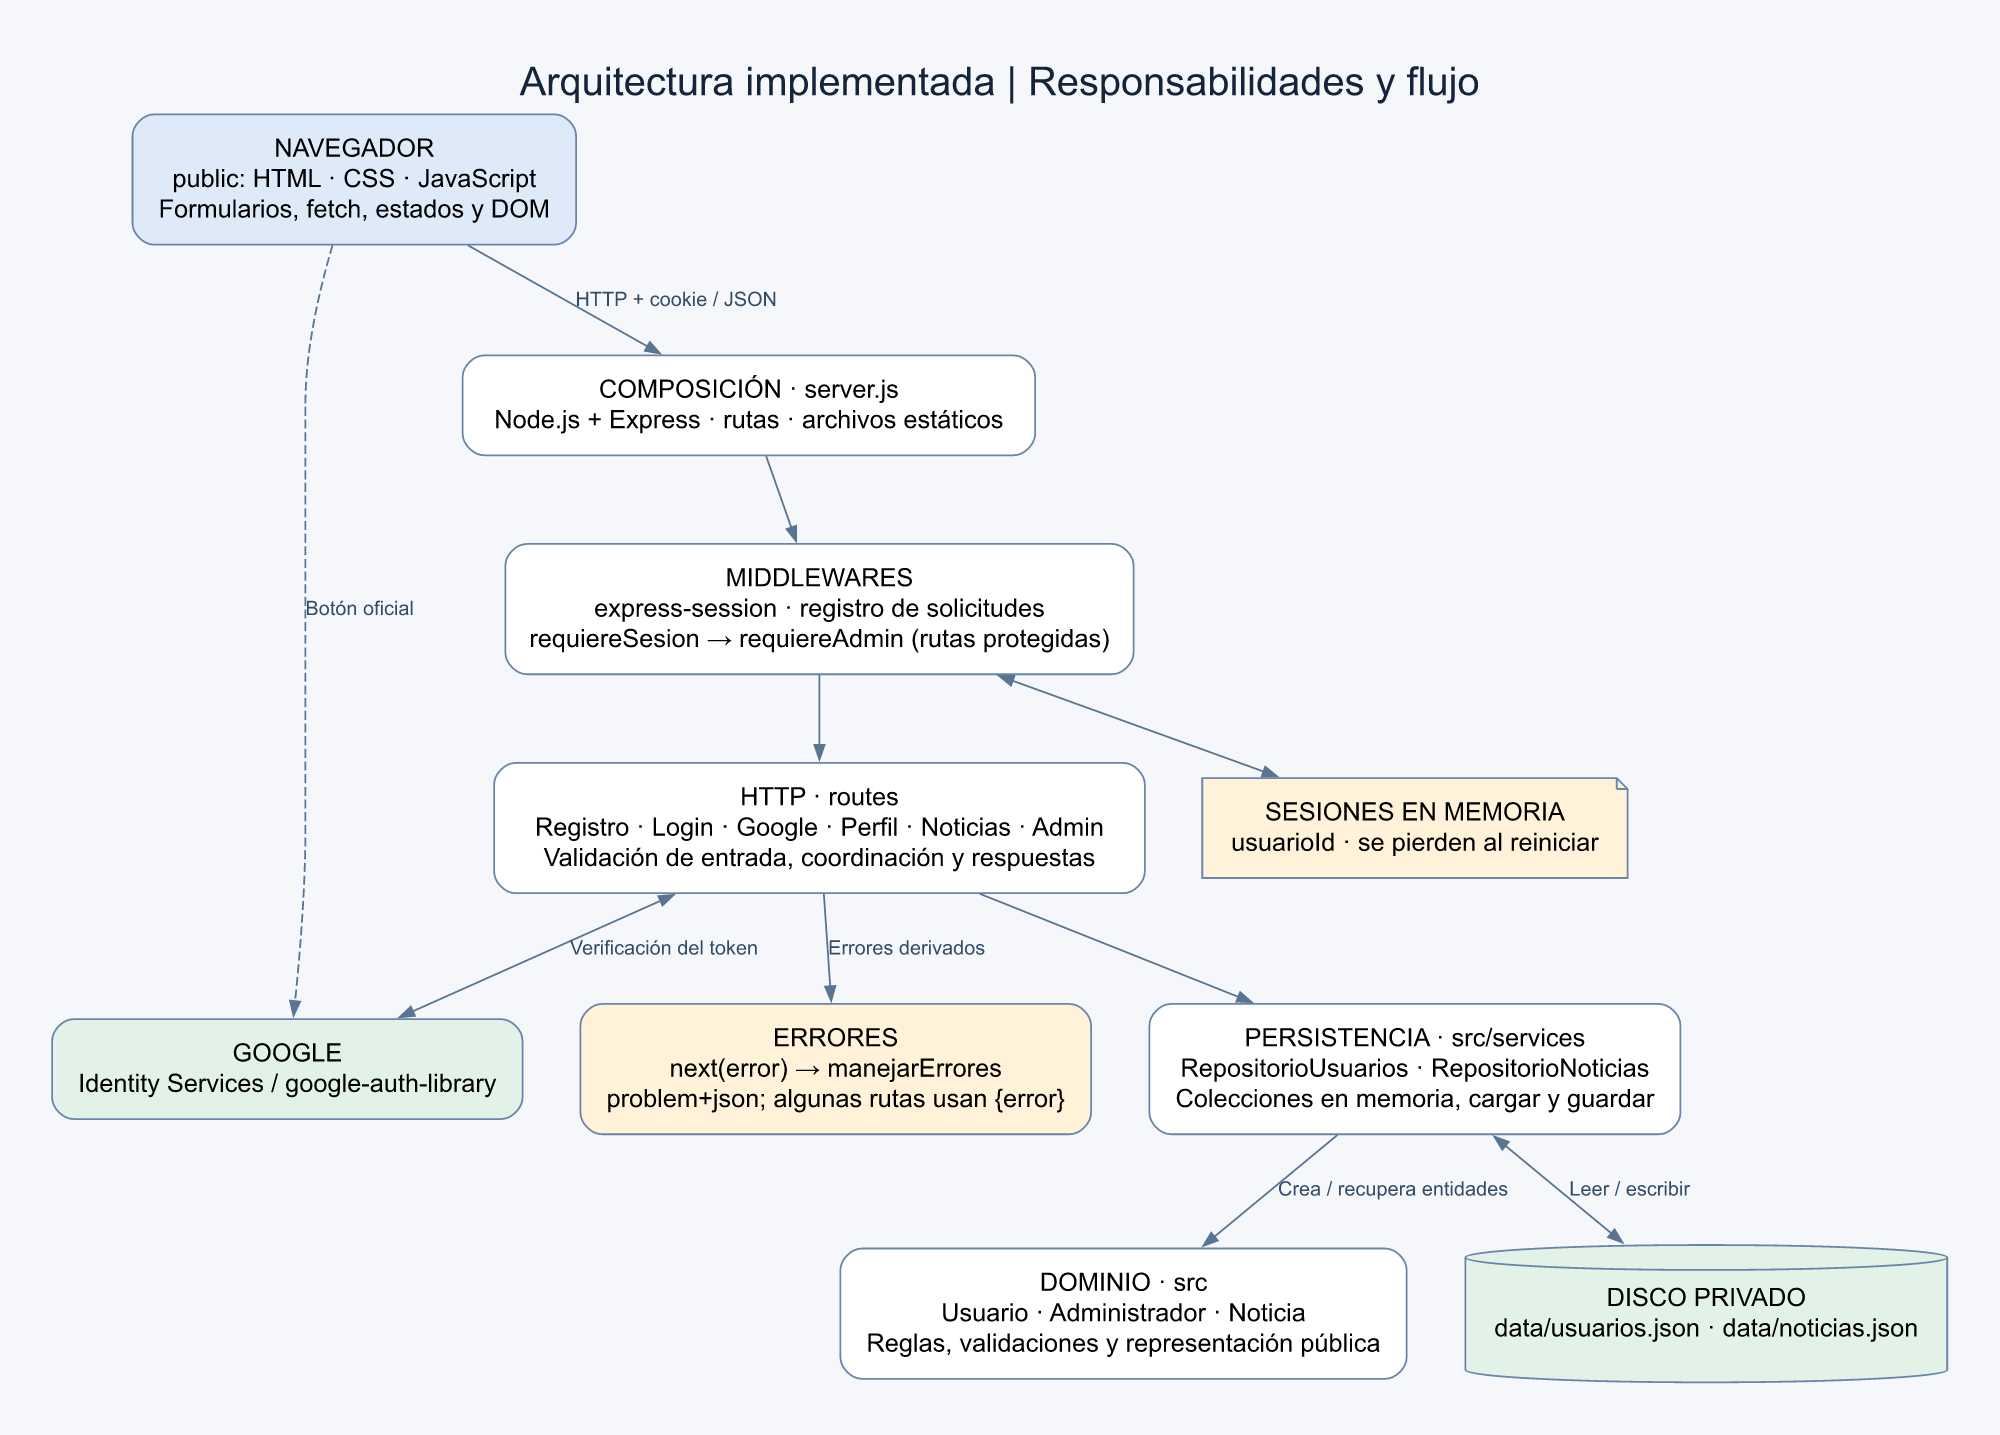 Arquitectura implementada | Responsabilidades y flujo
NAVEGADOR
public: HTML · CSS · JavaScript
Formularios, fetch, estados y DOM
HTTP + cookie / JSON
COMPOSICIÓN · server.js
Node.js + Express · rutas · archivos estáticos
MIDDLEWARES
express-session · registro de solicitudes
requiereSesion → requiereAdmin (rutas protegidas)
Botón oficial
HTTP · routes
Registro · Login · Google · Perfil · Noticias · Admin
Validación de entrada, coordinación y respuestas
SESIONES EN MEMORIA
usuarioId · se pierden al reiniciar
Verificación del token
Errores derivados
GOOGLE
Identity Services / google-auth-library
ERRORES
next(error) → manejarErrores
problem+json; algunas rutas usan {error}
PERSISTENCIA · src/services
RepositorioUsuarios · RepositorioNoticias
Colecciones en memoria, cargar y guardar
Crea / recupera entidades
Leer / escribir
DOMINIO · src
Usuario · Administrador · Noticia
Reglas, validaciones y representación pública
DISCO PRIVADO
data/usuarios.json · data/noticias.json